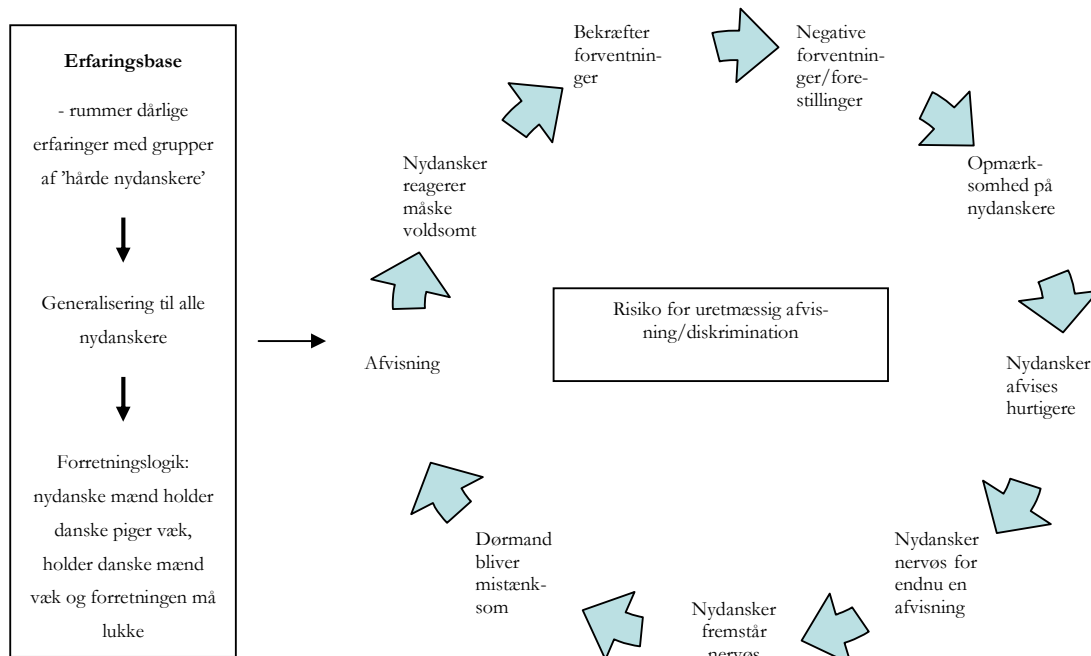 Erfaringsbase
- rummer dårlige
erfaringer med grupper
af ’hårde nydanskere’
Generalisering til alle
nydanskere
Forretningslogik:
nydanske mænd holder
danske piger væk,
holder danske mænd
væk og forretningen må
lukke
Bekræfter
forventnin-
ger
Negative
forventnin-
ger/fore-
stillinger
Opmærk-
somhed på
nydanskere
Nydansker
afvises
hurtigere
Nydansker
nervøs for
endnu en
afvisning
Nydansker
fremstår
nervøs
Dørmand
bliver
mistænk-
som
Afvisning
Nydansker
reagerer
måske
voldsomt
Risiko for uretmæssig afvis-
ning/diskrimination